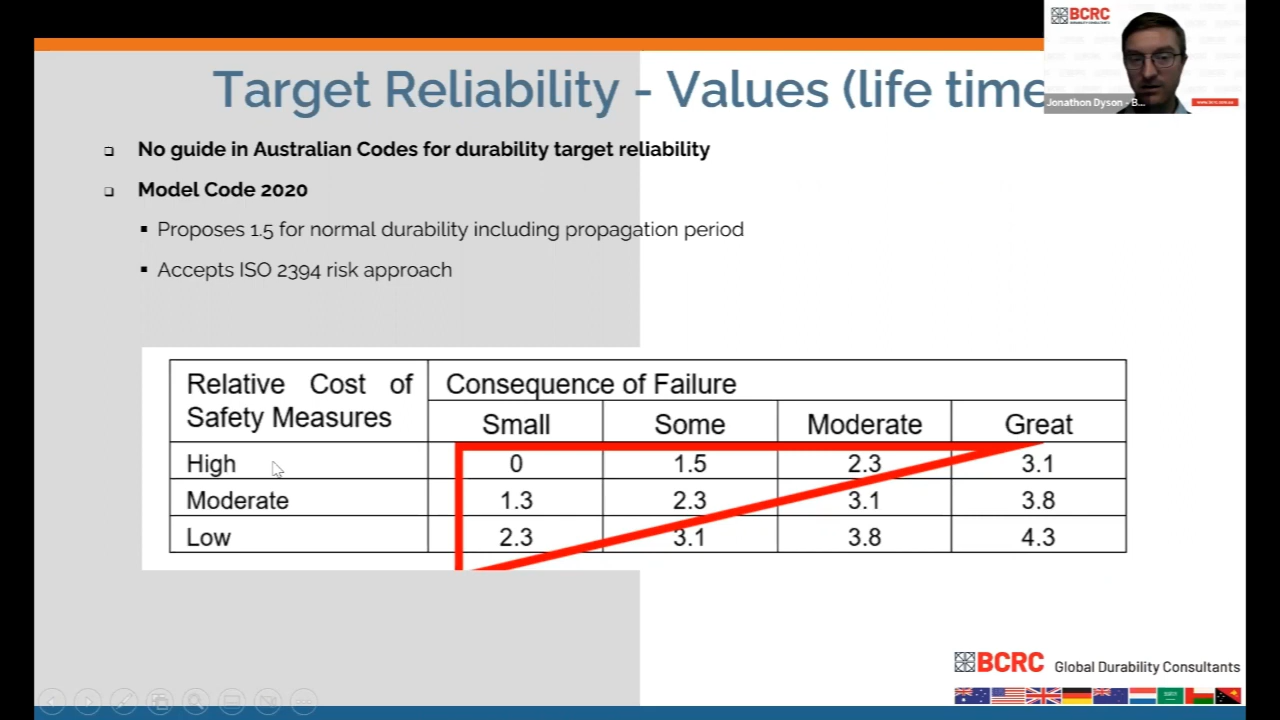 BCRC
Target Reliability - Values (life time
Jonathon Dyson - B...
No guide in Australian Codes for durability target reliability
Model Code 2020
Proposes 1.5 for normal durability including propagation period
Accepts ISO 2394 risk approach
Relative Cost of Safety Measures
Consequence of Failure
Small Some Moderate Great
High 0 1.5 2.3 3.1
Moderate 1.3 2.3 3.1 3.8
Low 2.3 3.1 3.8 4.3
BCRC Global Durability Consultants